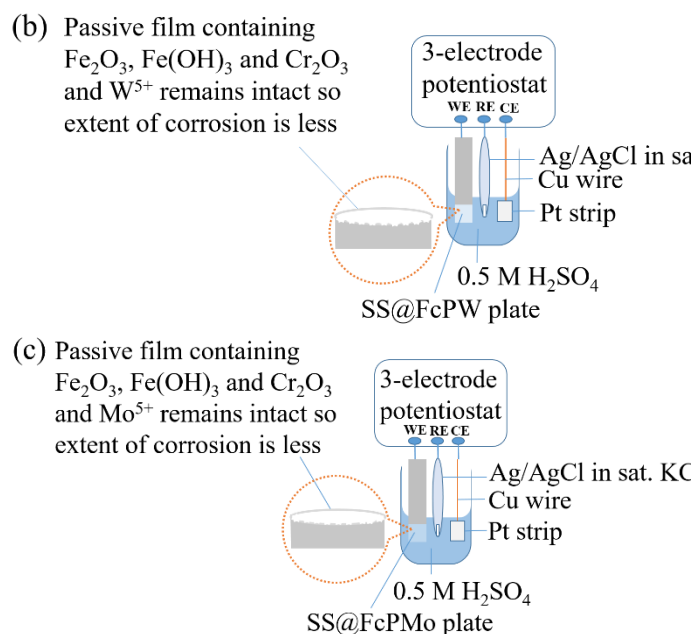 (b) Passive film containing
Fe₂O₃, Fe(OH)₃ and Cr₂O₃
and W⁵⁺ remains intact so
extent of corrosion is less
3-electrode
potentiostat
WE RE CE
Ag/AgCl in sa
Cu wire
Pt strip
0.5 M H₂SO₄
SS@FcPW plate
(c) Passive film containing
Fe₂O₃, Fe(OH)₃ and Cr₂O₃
and Mo⁵⁺ remains intact so
extent of corrosion is less
3-electrode
potentiostat
WE RE CE
Ag/AgCl in sat. KC
Cu wire
Pt strip
0.5 M H₂SO₄
SS@FcPMo plate